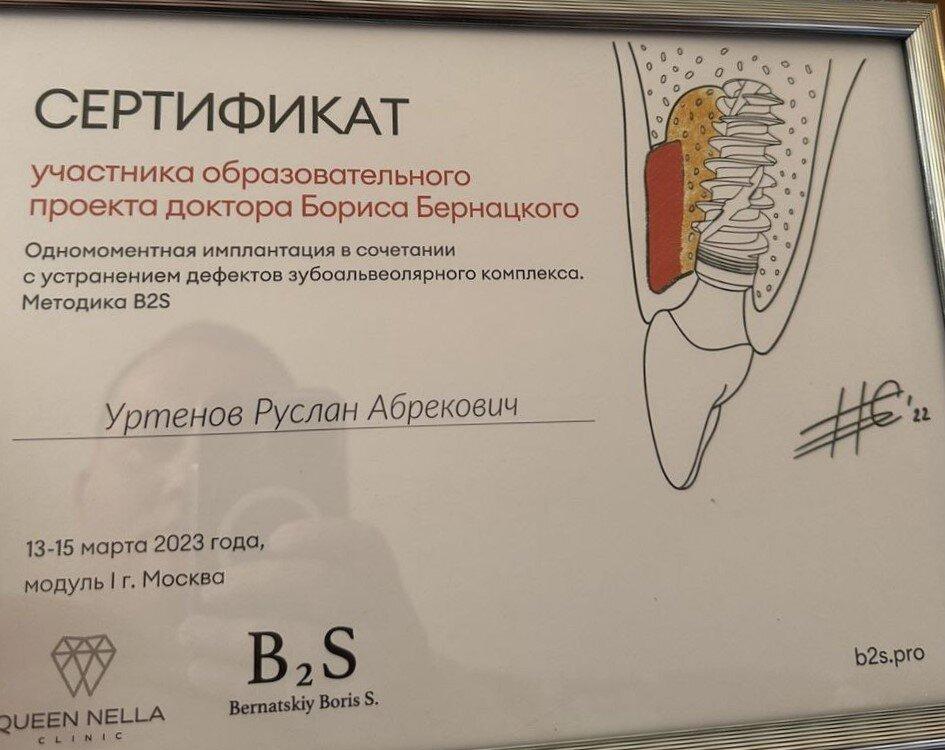 СЕРТИФИКАТ
участника образовательного
проекта доктора Бориса Бернацкого
Одномоментная имплантация в сочетании
с устранением дефектов зубоальвеолярного комплекса.
Методика B2S
Уртенов Руслан Абрекович
'22
13-15 марта 2023 года,
модуль I г. Москва
QUEEN NELLA
CLINIC
B₂S
Bernatskiy Boris S.
b2s.pro